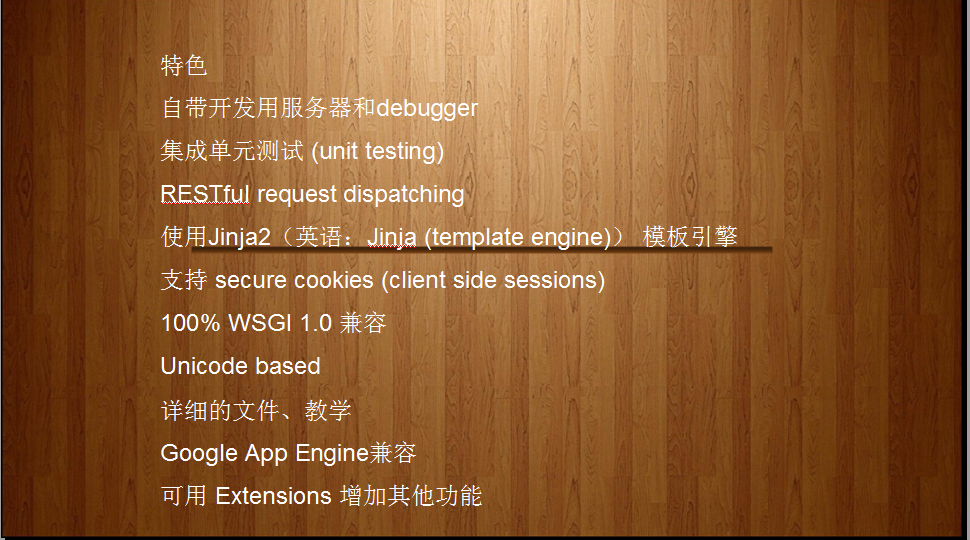 特色
自带开发用服务器和debugger
集成单元测试 (unit testing)
RESTful request dispatching
使用Jinja2（英语：Jinja (template engine)） 模板引擎
支持 secure cookies (client side sessions)
100% WSGI 1.0 兼容
Unicode based
详细的文件、教学
Google App Engine兼容
可用 Extensions 增加其他功能